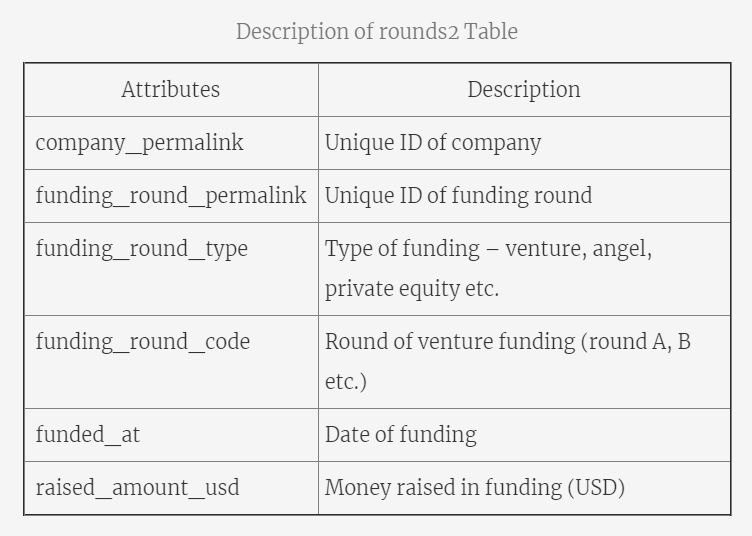 Description of rounds2 Table
Attributes Description
company_permalink Unique ID of company
funding_round_permalink Unique ID of funding round
funding_round_type Type of funding – venture, angel,
private equity etc.
funding_round_code Round of venture funding (round A, B
etc.)
funded_at Date of funding
raised_amount_usd Money raised in funding (USD)